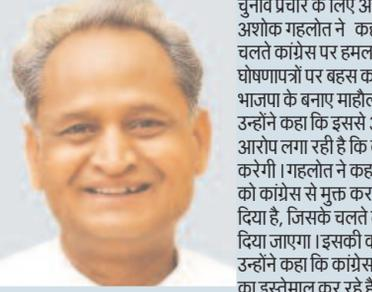 चुनाव प्रचार के लिए अ
अशोक गहलोत ने कह
चलते कांग्रेस पर हमल
घोषणापत्रों पर बहस क
भाजपा के बनाए माहौल
उन्होंने कहा कि इससे
आरोप लगा रही है कि
करेगी । गहलोत ने कह
को कांग्रेस से मुक्त कर
दिया है, जिसके चलते
दिया जाएगा । इसकी व
उन्होंने कहा कि कांग्रेस
का इस्तेमाल कर रहे हैं